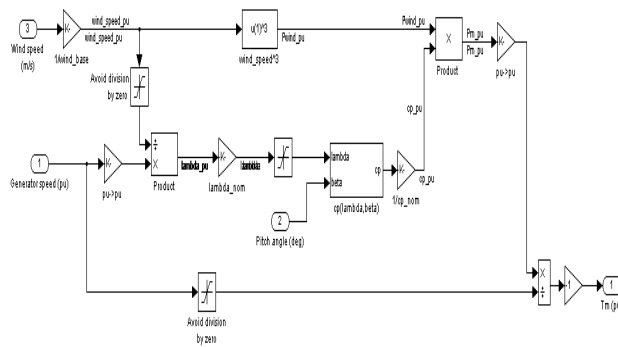 3
Wind speed
(m/s)
K-
1/wind_base
wind_speed_pu
wind_speed_pu
u(1)^3
wind_speed^3
Pwind_pu
Pwind_pu
×
Product
Pm_pu
Pm_pu
K-
pu->pu
Avoid division
by zero
cp_pu
1
Generator speed (pu)
K-
pu->pu
÷
×
Product
lambda_pu
K-
lambda_nom
lambda
lambda
beta
cp
cp(lambda,beta)
K-
1/cp_nom
cp_pu
2
Pitch angle (deg)
Avoid division
by zero
×
÷
-1
1
Tm (p